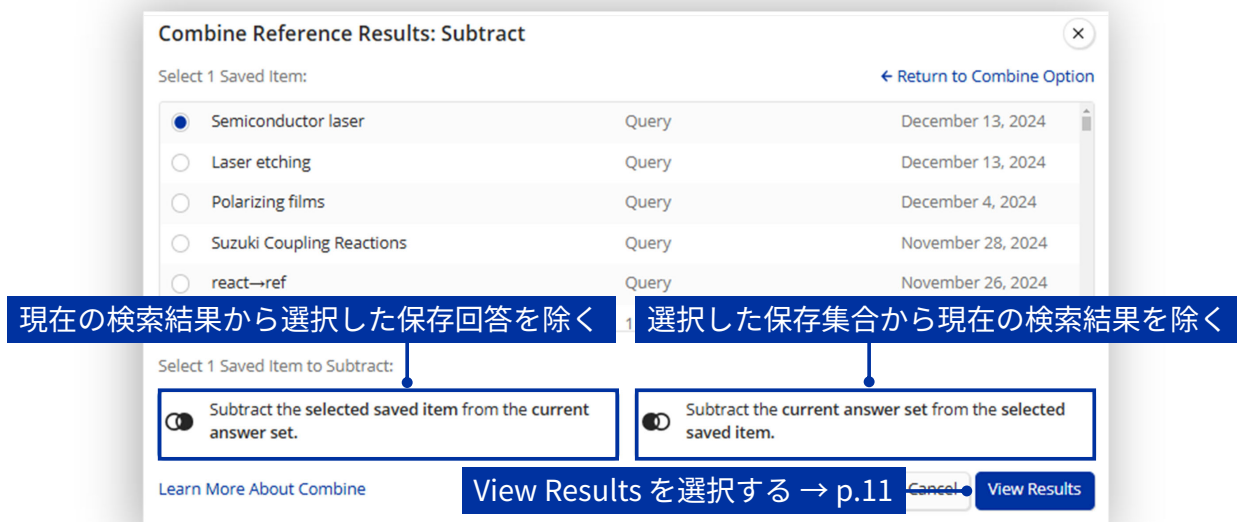 Combine Reference Results: Subtract
Select 1 Saved Item:
← Return to Combine Option
Semiconductor laser Query December 13, 2024
Laser etching Query December 13, 2024
Polarizing films Query December 4, 2024
Suzuki Coupling Reactions Query November 28, 2024
react→ref Query November 26, 2024
現在の検索結果から選択した保存回答を除く
1
選択した保存集合から現在の検索結果を除く
Select 1 Saved Item to Subtract:
Subtract the selected saved item from the current
answer set.
Subtract the current answer set from the selected
saved item.
Learn More About Combine
View Results を選択する → p.11
Cancel
View Results